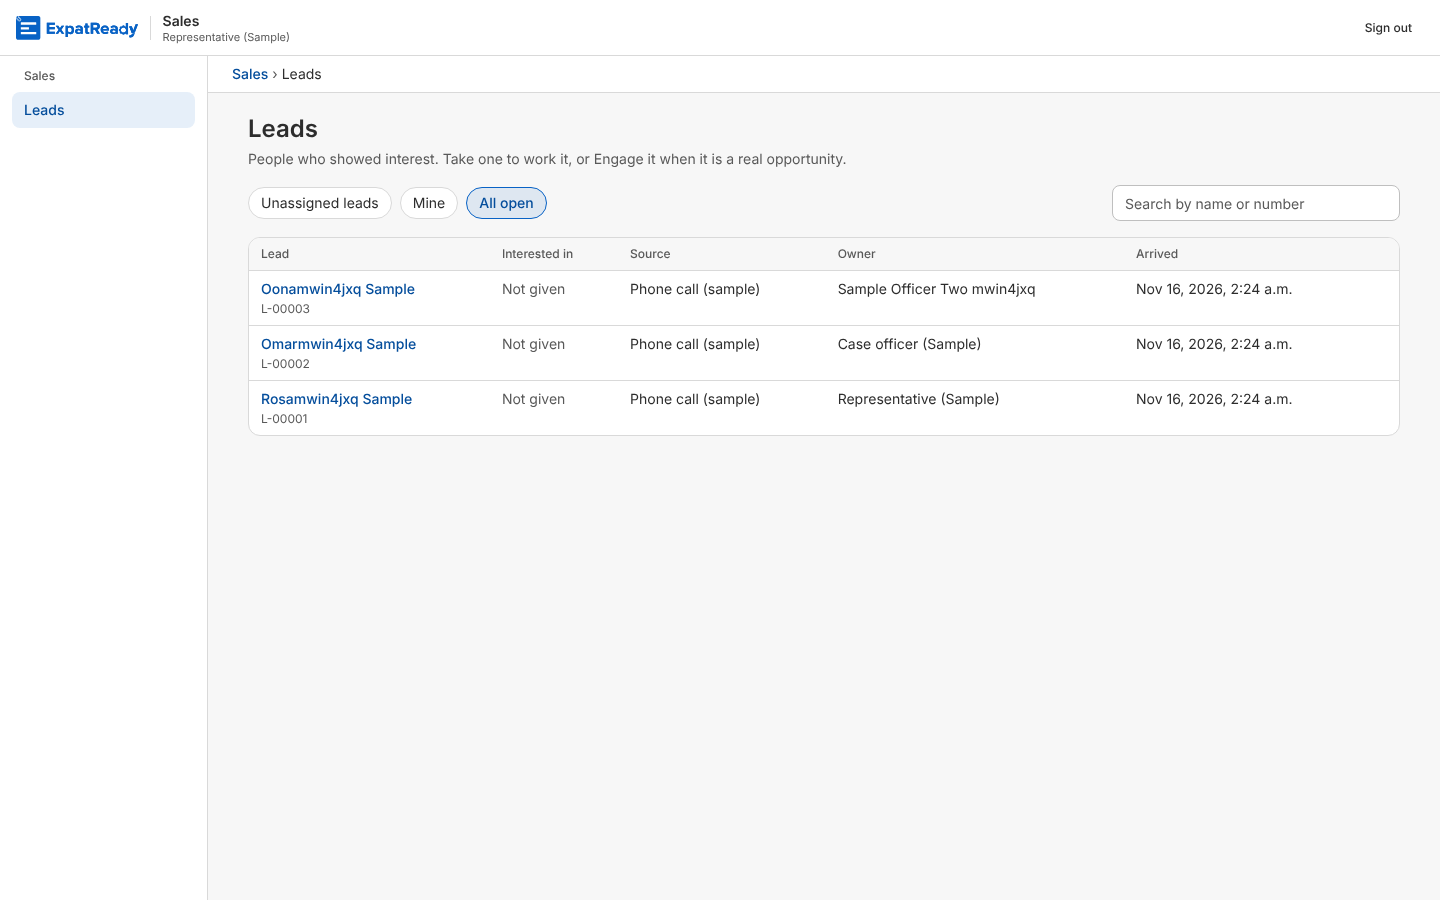 ExpatReady
Sales
Representative (Sample)
Sign out
Sales
Leads
Sales › Leads
Leads
People who showed interest. Take one to work it, or Engage it when it is a real opportunity.
Unassigned leads Mine All open Search by name or number
Lead Interested in Source Owner Arrived
Oonamwin4jxq Sample Not given Phone call (sample) Sample Officer Two mwin4jxq Nov 16, 2026, 2:24 a.m.
L-00003
Omarmwin4jxq Sample Not given Phone call (sample) Case officer (Sample) Nov 16, 2026, 2:24 a.m.
L-00002
Rosamwin4jxq Sample Not given Phone call (sample) Representative (Sample) Nov 16, 2026, 2:24 a.m.
L-00001